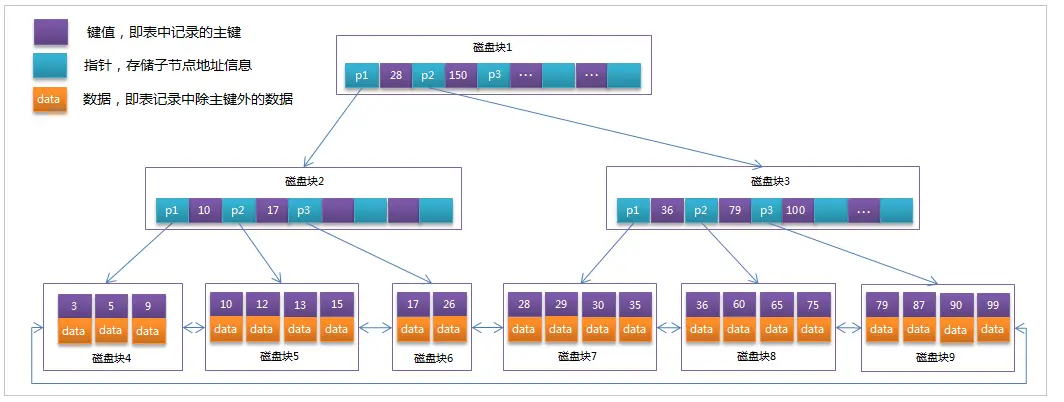 键值，即表中记录的主键
指针，存储子节点地址信息
data 数据，即表记录中除主键外的数据
磁盘块1
p1 28 p2 150 p3 ... ...
磁盘块2
p1 10 p2 17 p3
磁盘块3
p1 36 p2 79 p3 100 ...
3 5 9
data data data
磁盘块4
10 12 13 15
data data data data
磁盘块5
17 26
data data
磁盘块6
28 29 30 35
data data data data
磁盘块7
36 60 65 75
data data data data
磁盘块8
79 87 90 99
data data data data
磁盘块9